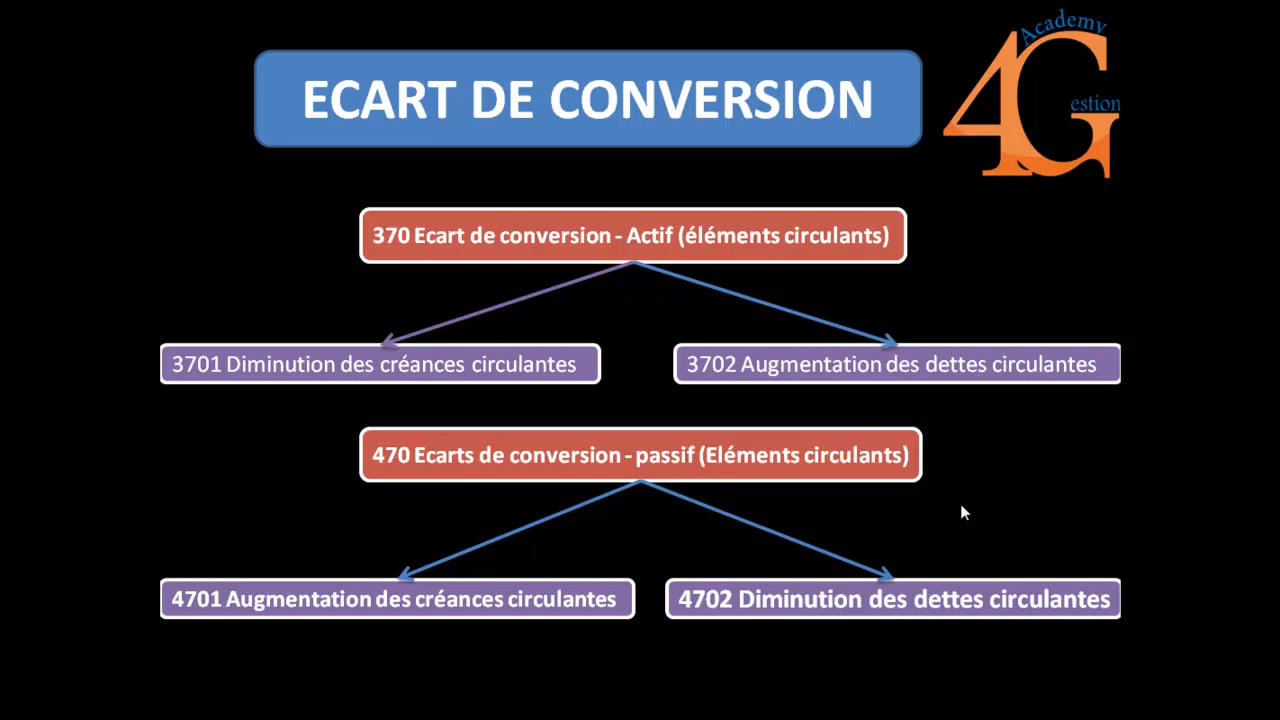 Academy
4G
estion
ECART DE CONVERSION
370 Ecart de conversion - Actif (éléments circulants)
3701 Diminution des créances circulantes
3702 Augmentation des dettes circulantes
470 Ecarts de conversion - passif (Eléments circulants)
4701 Augmentation des créances circulantes
4702 Diminution des dettes circulantes